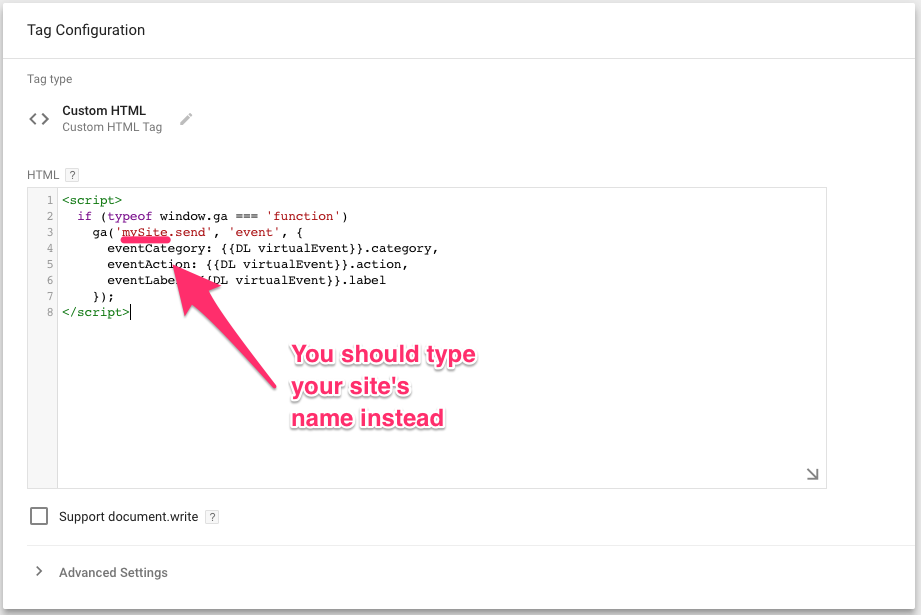 Tag Configuration
Tag type
Custom HTML
Custom HTML Tag
HTML ?
1 <script>
2 if (typeof window.ga === 'function')
3 ga('mySite.send', 'event', {
4 eventCategory: {{DL virtualEvent}}.category,
5 eventAction: {{DL virtualEvent}}.action,
6 eventLabel {DL virtualEvent}}.label
7 });
8 </script>
You should type
your site's
name instead
Support document.write ?
Advanced Settings